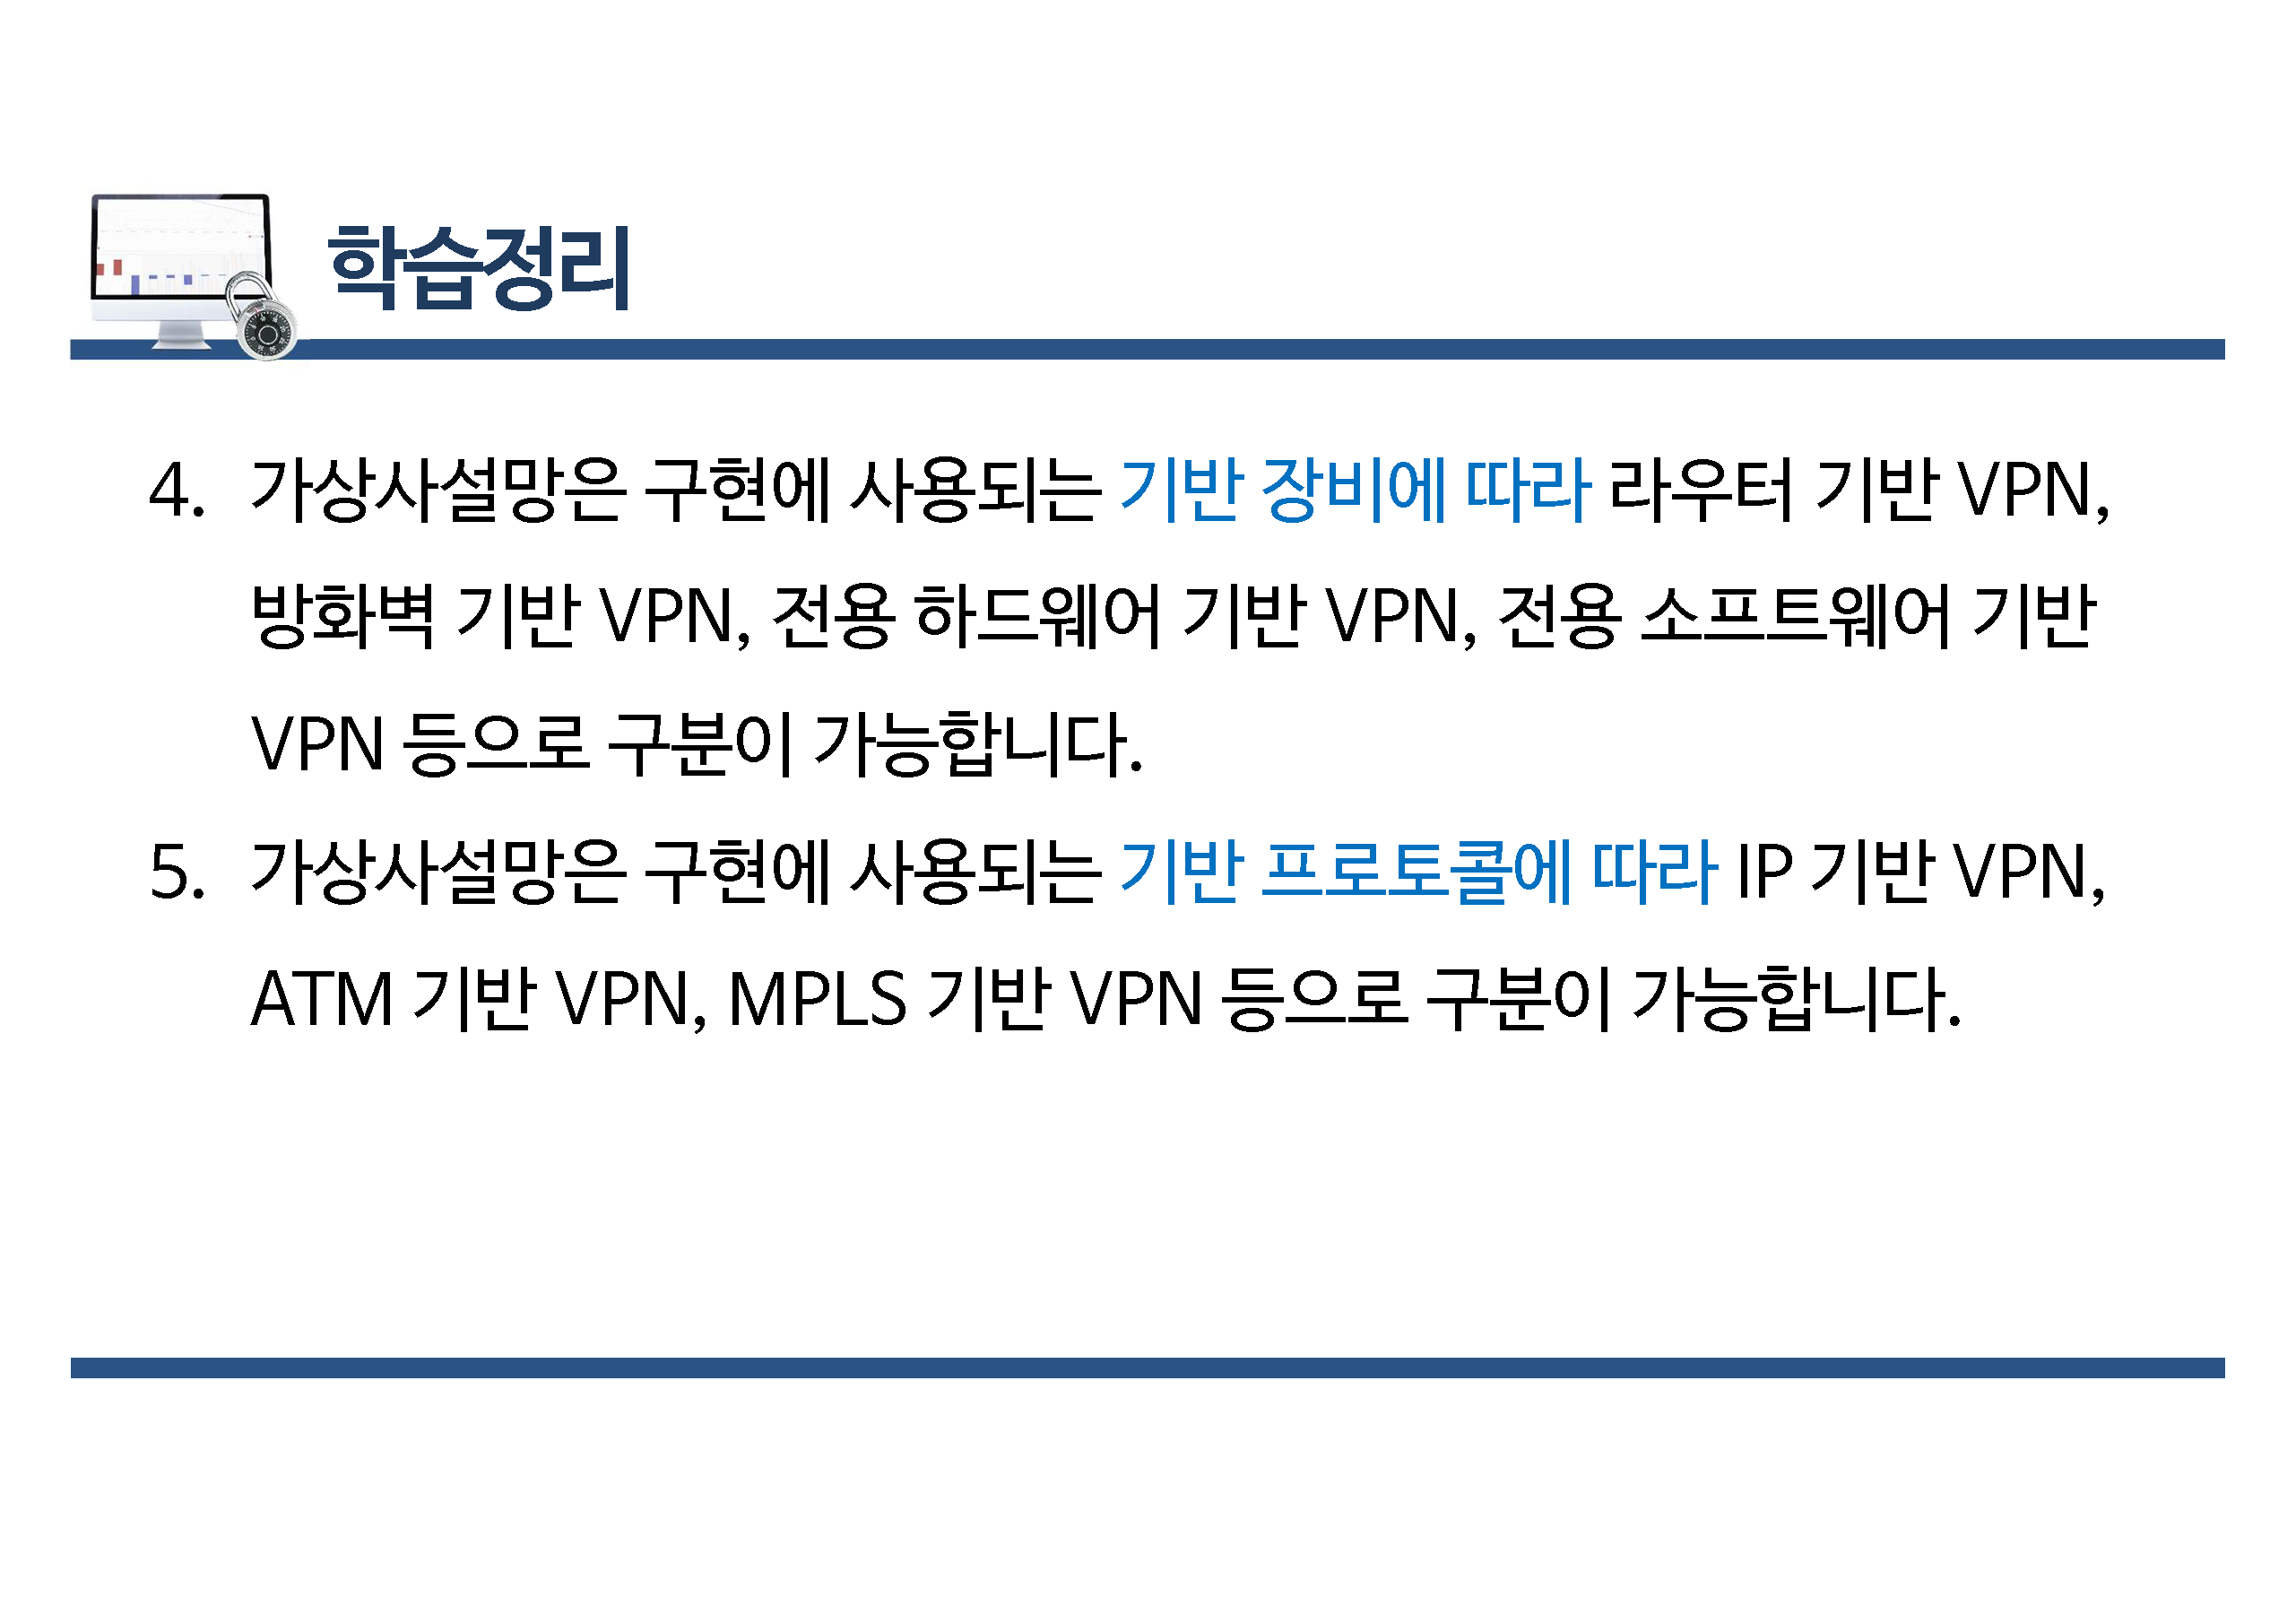 학습정리
4. 가상사설망은 구현에 사용되는 기반 장비에 따라 라우터 기반 VPN,
방화벽 기반 VPN, 전용 하드웨어 기반 VPN, 전용 소프트웨어 기반
VPN 등으로 구분이 가능합니다.
5. 가상사설망은 구현에 사용되는 기반 프로토콜에 따라 IP 기반 VPN,
ATM 기반 VPN, MPLS 기반 VPN 등으로 구분이 가능합니다.